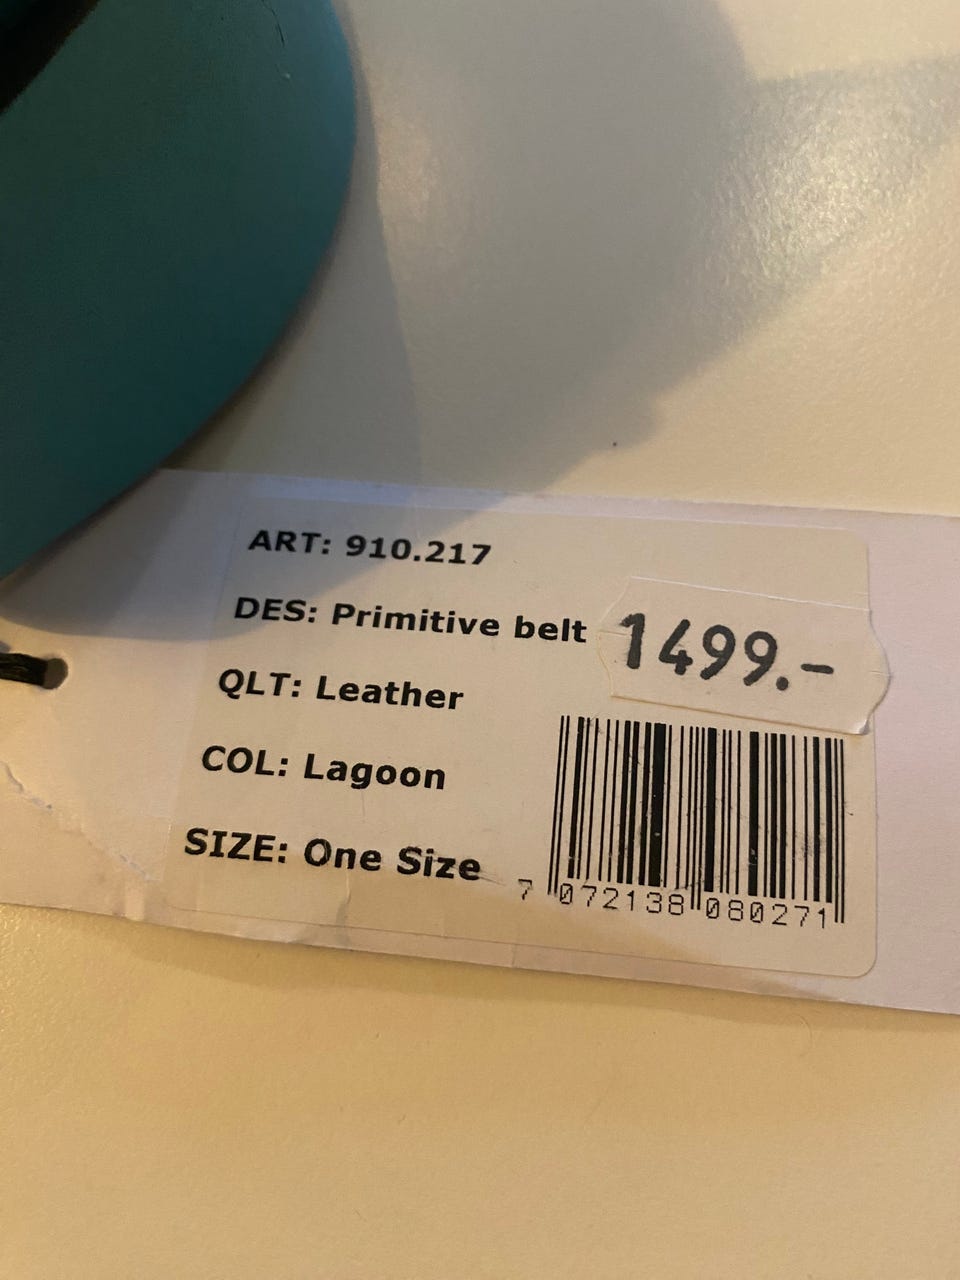 ART: 910.217
DES: Primitive belt
1499.-
QLT: Leather
COL: Lagoon
SIZE: One Size
7 072138 080271